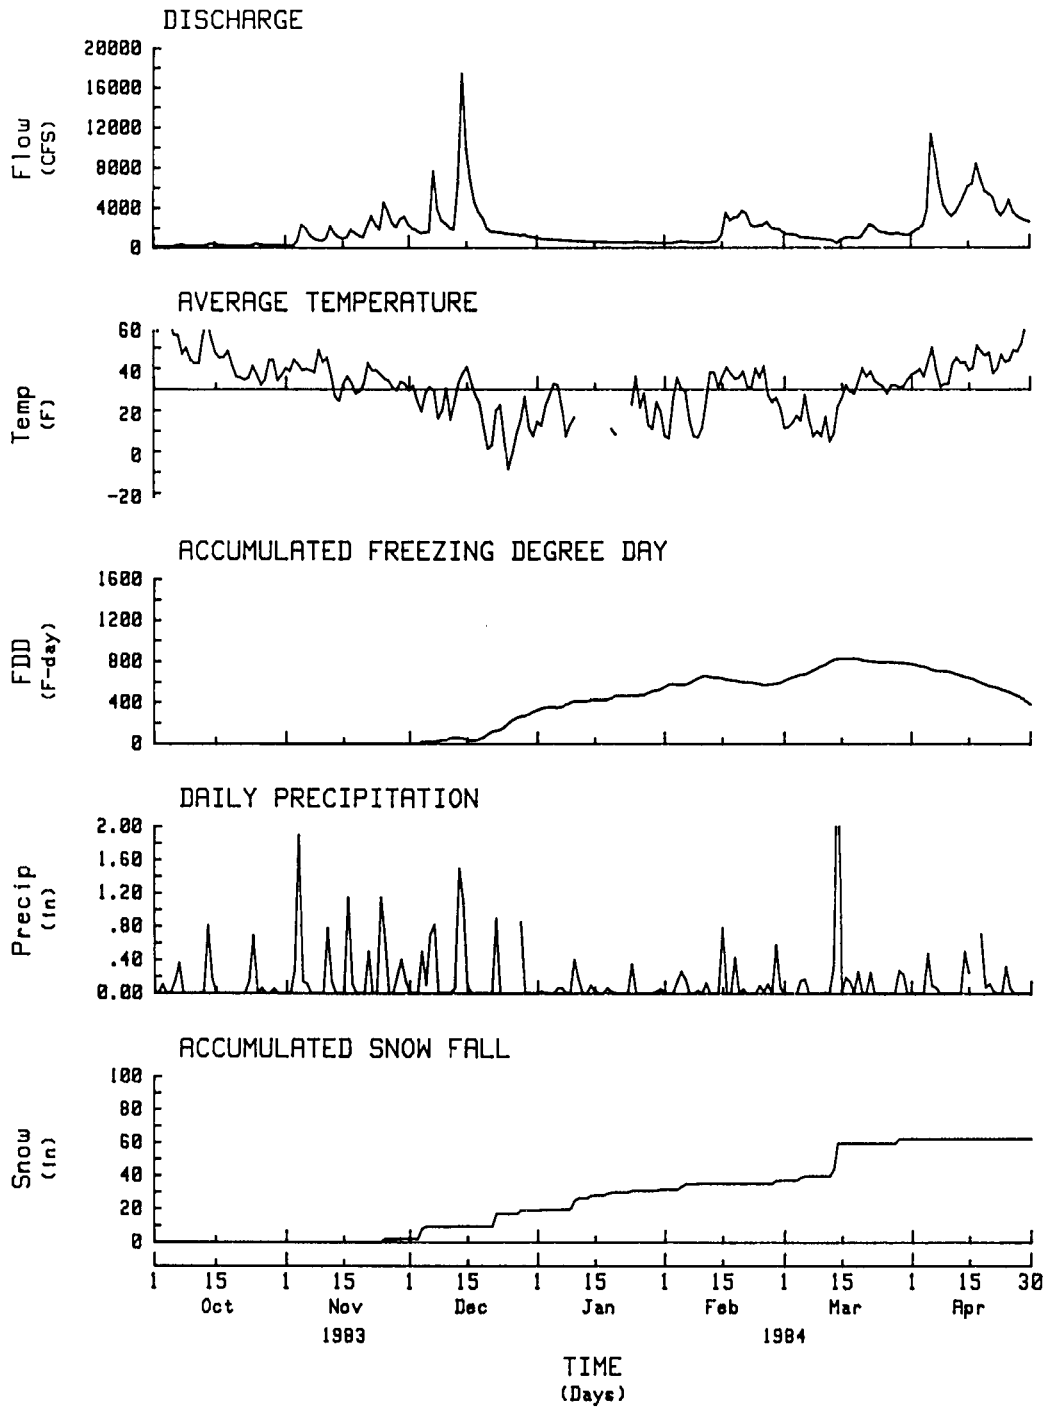 DISCHARGE
20000
16000
12000
8000
4000
0
Flow
(CFS)
AVERAGE TEMPERATURE
60
40
20
0
-20
Temp
(F)
ACCUMULATED FREEZING DEGREE DAY
1600
1200
800
400
0
FDD
(F-day)
DAILY PRECIPITATION
2.00
1.60
1.20
.80
.40
0.00
Precip
(in)
ACCUMULATED SNOW FALL
100
80
60
40
20
0
Snow
(in)
1 15 1 15 1 15 1 15 1 15 1 15 1 15 30
Oct Nov Dec Jan Feb Mar Apr
1983 1984
TIME
(Days)